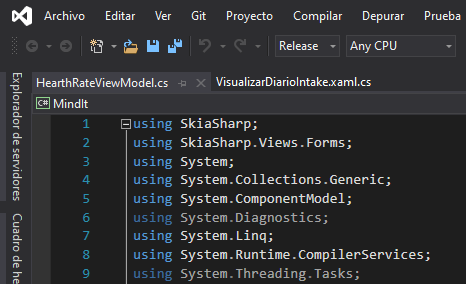 Archivo Editar Ver Git Proyecto Compilar Depurar Prueba
Release Any CPU
HearthRateViewModel.cs VisualizarDiarioIntake.xaml.cs
C# MindIt
Explorador de servidores
Cuadro de he
1 using SkiaSharp;
2 using SkiaSharp.Views.Forms;
3 using System;
4 using System.Collections.Generic;
5 using System.ComponentModel;
6 using System.Diagnostics;
7 using System.Linq;
8 using System.Runtime.CompilerServices;
9 using System.Threading.Tasks;